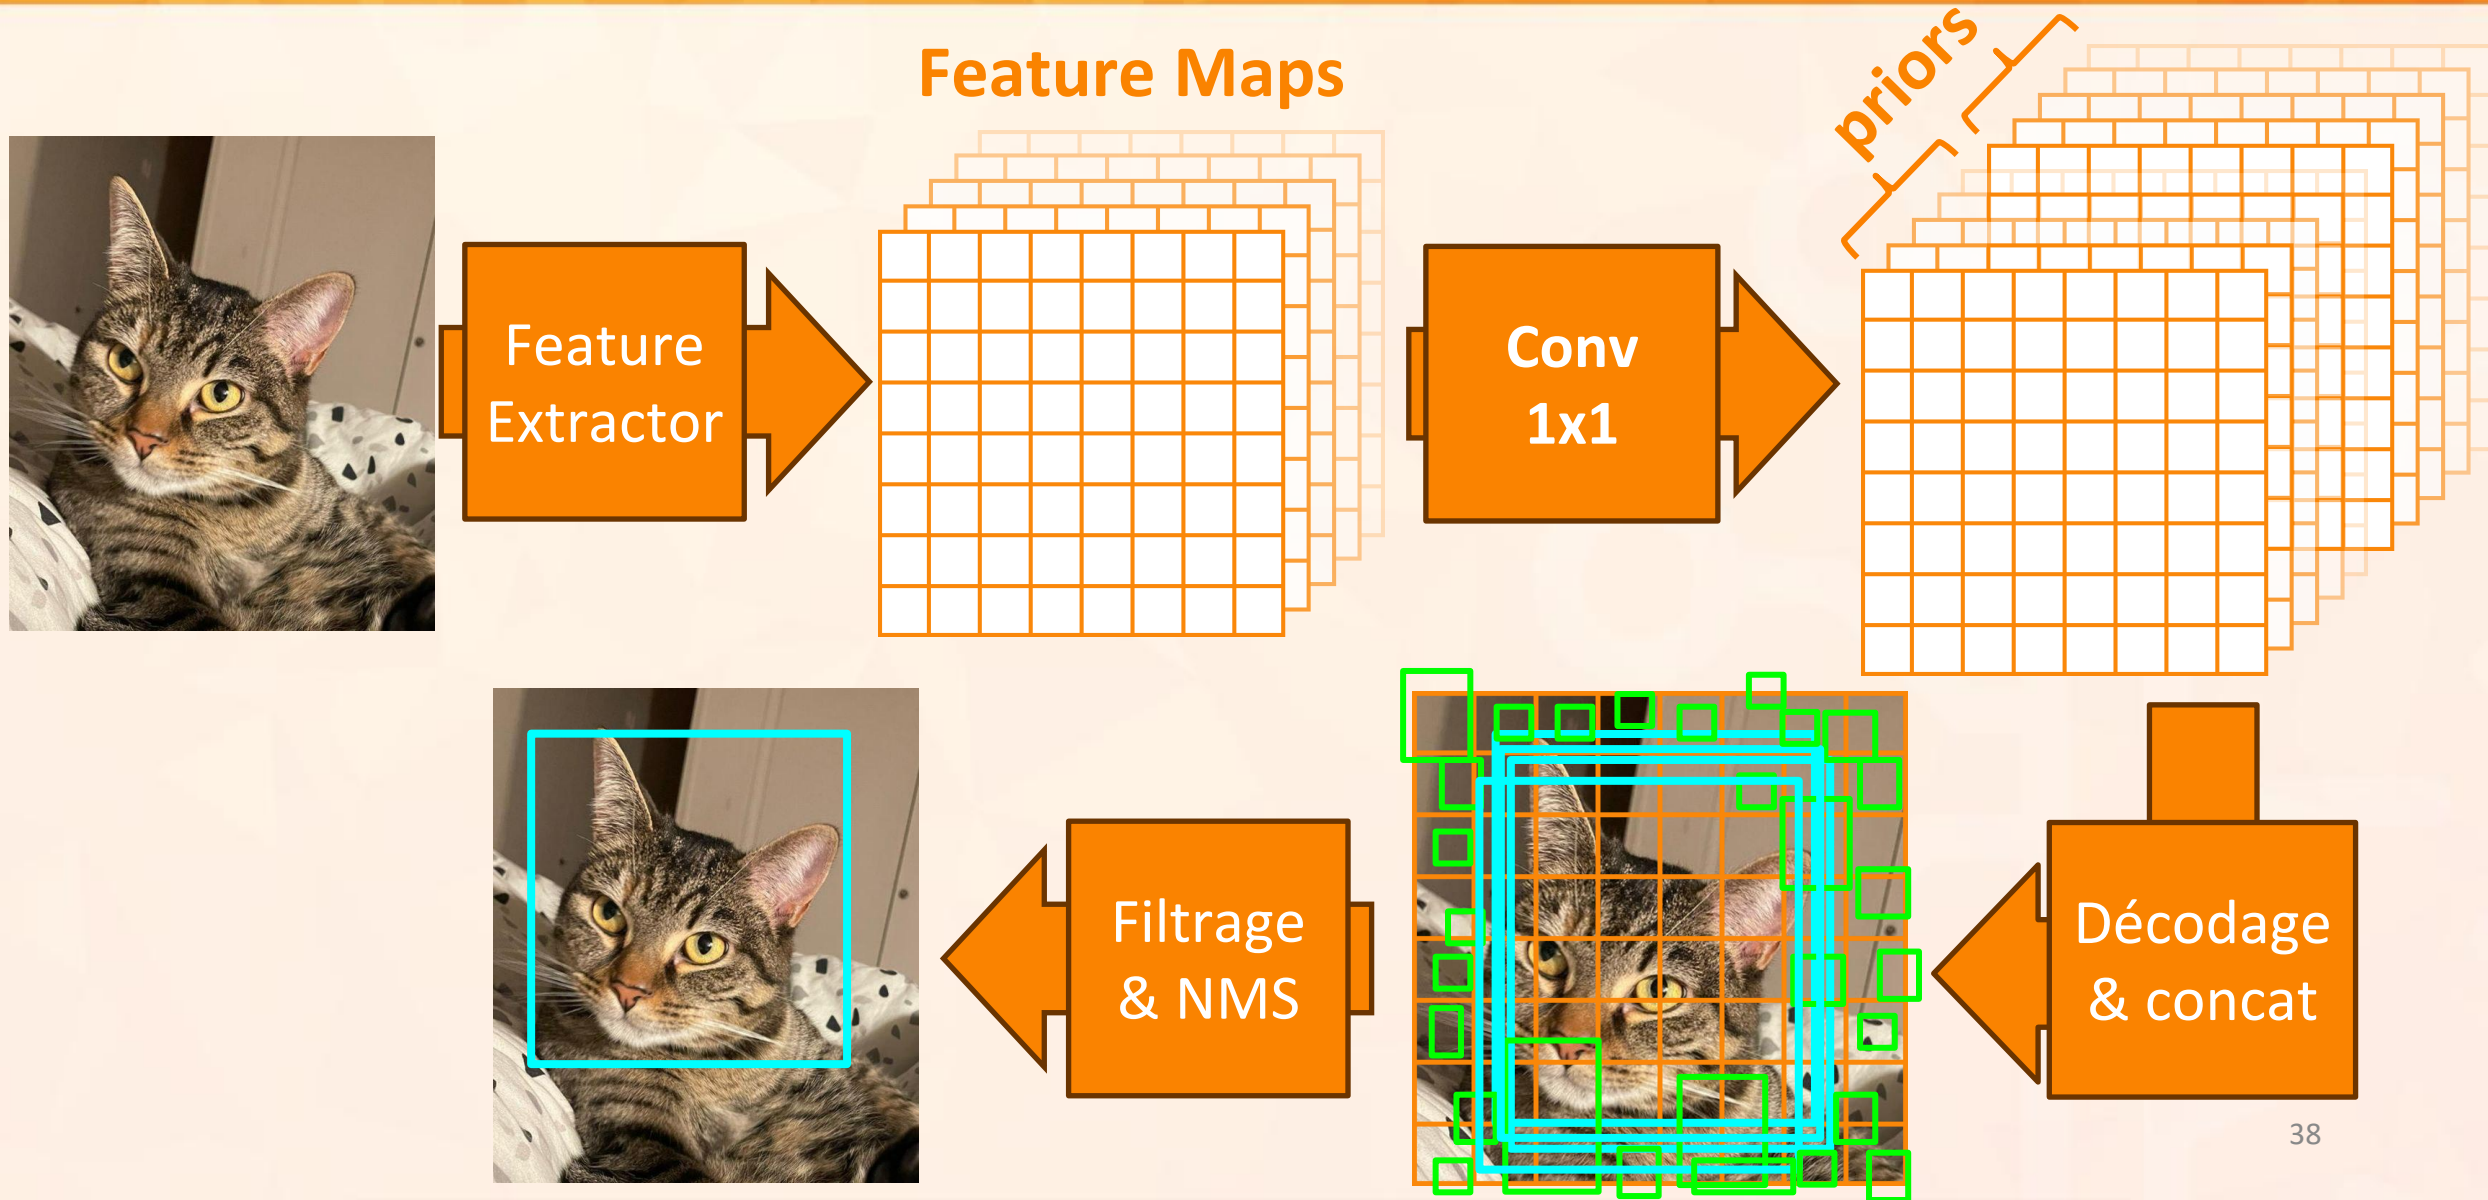 Feature Maps
priors
Feature
Extractor
Conv
1x1
Filtrage
& NMS
Décodage
& concat
38